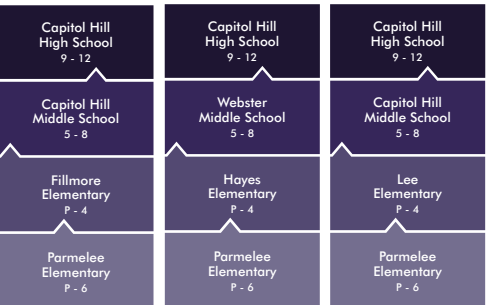 Capitol Hill
High School
9 - 12
Capitol Hill
Middle School
5 - 8
Fillmore
Elementary
P - 4
Parmelee
Elementary
P - 6
Capitol Hill
High School
9 - 12
Webster
Middle School
5 - 8
Hayes
Elementary
P - 4
Parmelee
Elementary
P - 6
Capitol Hill
High School
9 - 12
Capitol Hill
Middle School
5 - 8
Lee
Elementary
P - 4
Parmelee
Elementary
P - 6